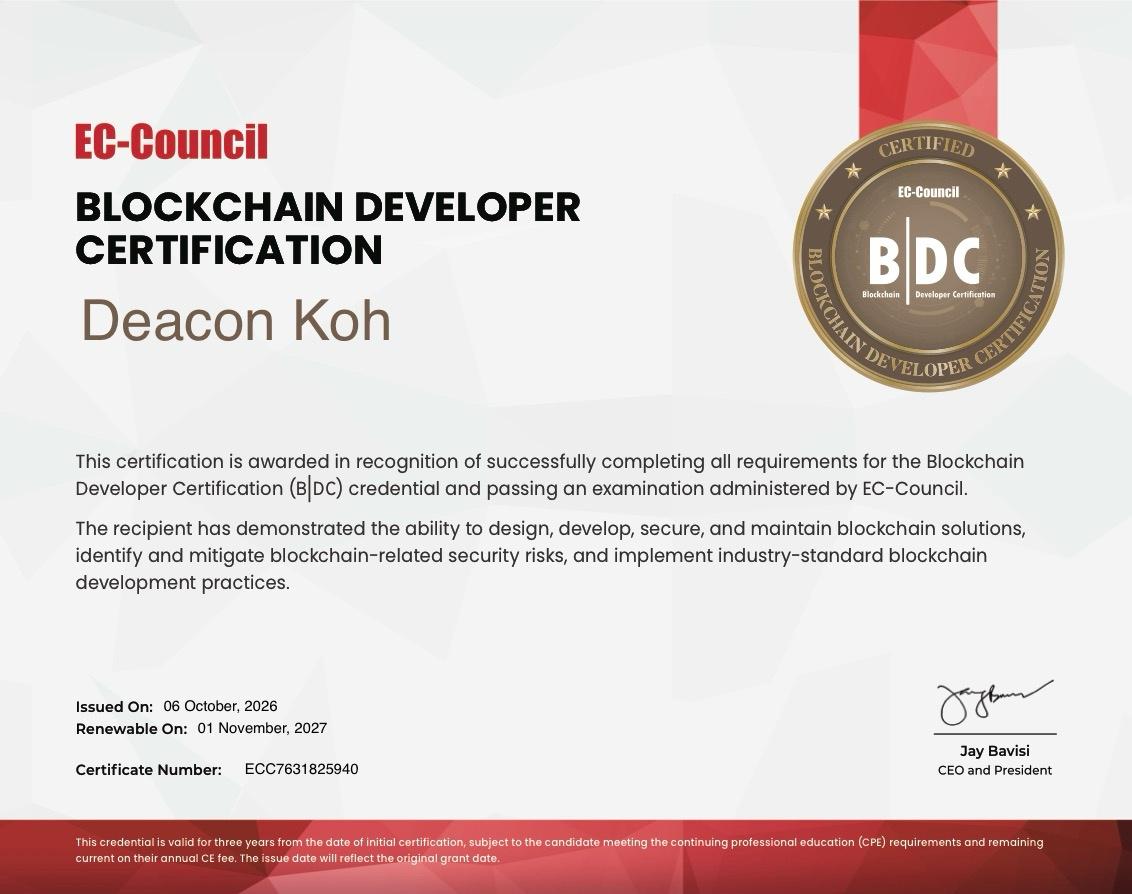 EC-Council
BLOCKCHAIN DEVELOPER
CERTIFICATION
Deacon Koh
CERTIFIED
EC-Council
B|DC
Blockchain Developer Certification
BLOCKCHAIN DEVELOPER CERTIFICATION
This certification is awarded in recognition of successfully completing all requirements for the Blockchain
Developer Certification (B|DC) credential and passing an examination administered by EC-Council.
The recipient has demonstrated the ability to design, develop, secure, and maintain blockchain solutions,
identify and mitigate blockchain-related security risks, and implement industry-standard blockchain
development practices.
Issued On: 06 October, 2026
Renewable On: 01 November, 2027
Certificate Number: ECC7631825940
Jay Bavisi
CEO and President
This credential is valid for three years from the date of initial certification, subject to the candidate meeting the continuing professional education (CPE) requirements and remaining
current on their annual CE fee. The issue date will reflect the original grant date.